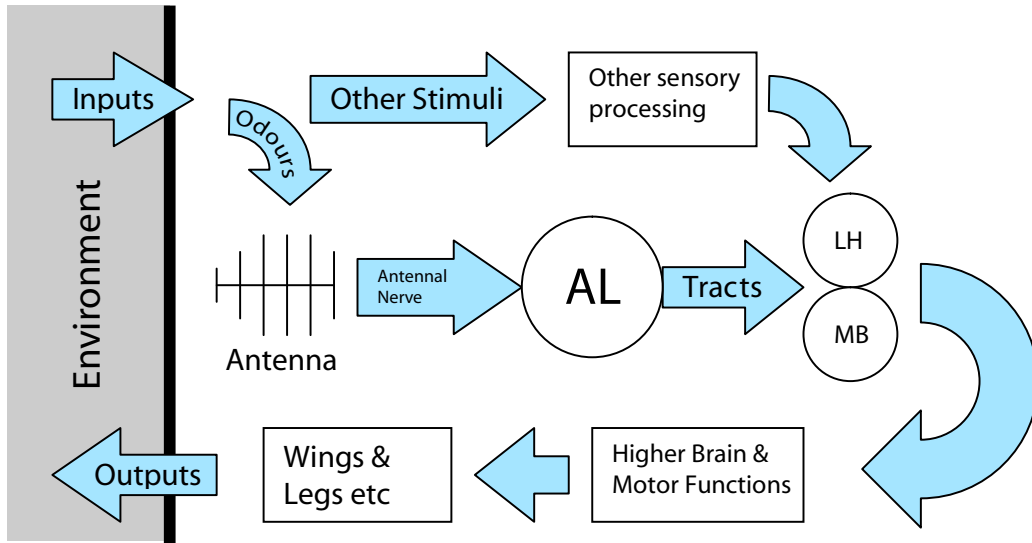 Environment
Inputs
Odours
Other Stimuli
Other sensory
processing
Antenna
Antennal
Nerve
AL
Tracts
LH
MB
Higher Brain &
Motor Functions
Wings &
Legs etc
Outputs